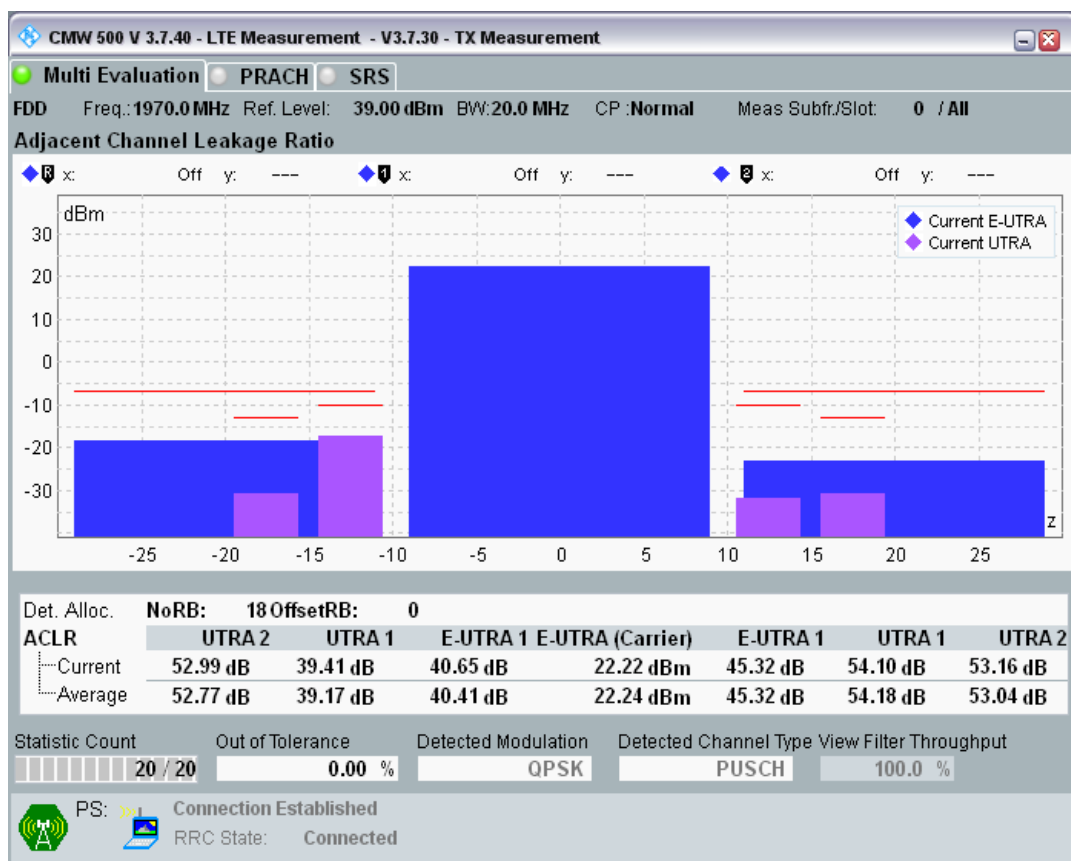 CMW 500 V 3.7.40 - LTE Measurement - V3.7.30 - TX Measurement
Multi Evaluation PRACH SRS
FDD Freq.: 1970.0 MHz Ref. Level: 39.00 dBm BW: 20.0 MHz CP : Normal Meas Subfr./Slot: 0 / All
Adjacent Channel Leakage Ratio
R x: Off y: --- 1 x: Off y: --- 2 x: Off y: ---
dBm
Current E-UTRA
Current UTRA
30
20
10
0
-10
-20
-30
z
-25 -20 -15 -10 -5 0 5 10 15 20 25
Det. Alloc. NoRB: 18 OffsetRB: 0
ACLR UTRA 2 UTRA 1 E-UTRA 1 E-UTRA (Carrier) E-UTRA 1 UTRA 1 UTRA 2
Current 52.99 dB 39.41 dB 40.65 dB 22.22 dBm 45.32 dB 54.10 dB 53.16 dB
Average 52.77 dB 39.17 dB 40.41 dB 22.24 dBm 45.32 dB 54.18 dB 53.04 dB
Statistic Count Out of Tolerance Detected Modulation Detected Channel Type View Filter Throughput
20 / 20 0.00 % QPSK PUSCH 100.0 %
PS: Connection Established
RRC State: Connected